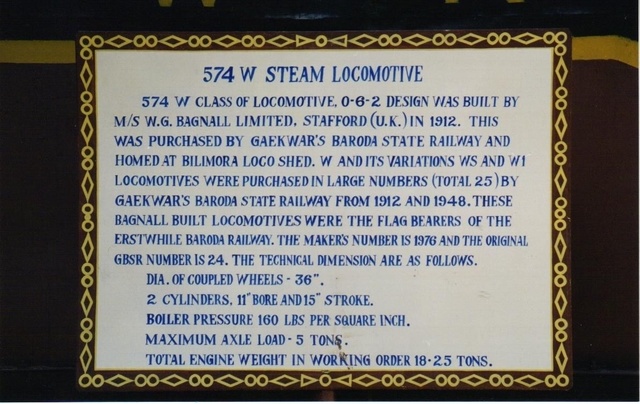 574 W STEAM LOCOMOTIVE
574 W CLASS OF LOCOMOTIVE, 0-6-2 DESIGN WAS BUILT BY
M/S W.G. BAGNALL LIMITED, STAFFORD (U.K.) IN 1912. THIS
WAS PURCHASED BY GAEKWAR'S BARODA STATE RAILWAY AND
HOMED AT BILIMORA LOCO SHED. W AND ITS VARIATIONS WS AND W1
LOCOMOTIVES WERE PURCHASED IN LARGE NUMBERS (TOTAL 25) BY
GAEKWAR'S BARODA STATE RAILWAY FROM 1912 AND 1948. THESE
BAGNALL BUILT LOCOMOTIVES WERE THE FLAG BEARERS OF THE
ERSTWHILE BARODA RAILWAY. THE MAKER'S NUMBER IS 1976 AND THE ORIGINAL
GBSR NUMBER IS 24. THE TECHNICAL DIMENSION ARE AS FOLLOWS.
DIA. OF COUPLED WHEELS - 36".
2 CYLINDERS, 11" BORE AND 15" STROKE.
BOILER PRESSURE 160 LBS PER SQUARE INCH.
MAXIMUM AXLE LOAD - 5 TONS.
TOTAL ENGINE WEIGHT IN WORKING ORDER 18-25 TONS.